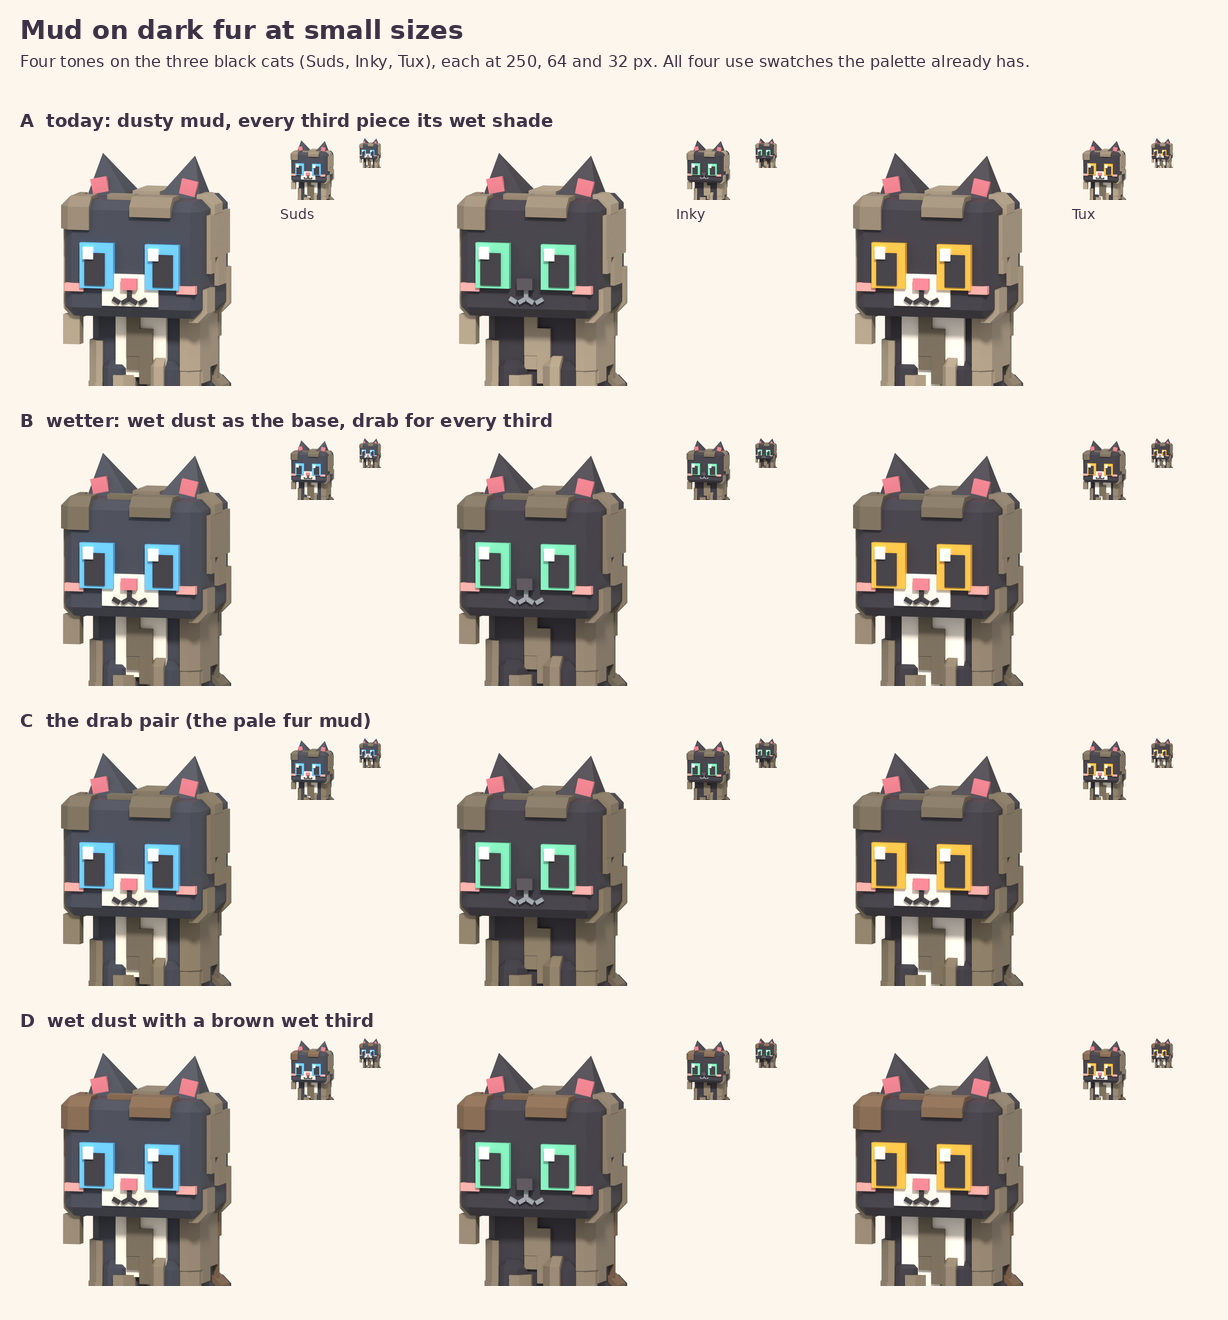 Mud on dark fur at small sizes
Four tones on the three black cats (Suds, Inky, Tux), each at 250, 64 and 32 px. All four use swatches the palette already has.
A today: dusty mud, every third piece its wet shade
Suds
Inky
Tux
B wetter: wet dust as the base, drab for every third
C the drab pair (the pale fur mud)
D wet dust with a brown wet third